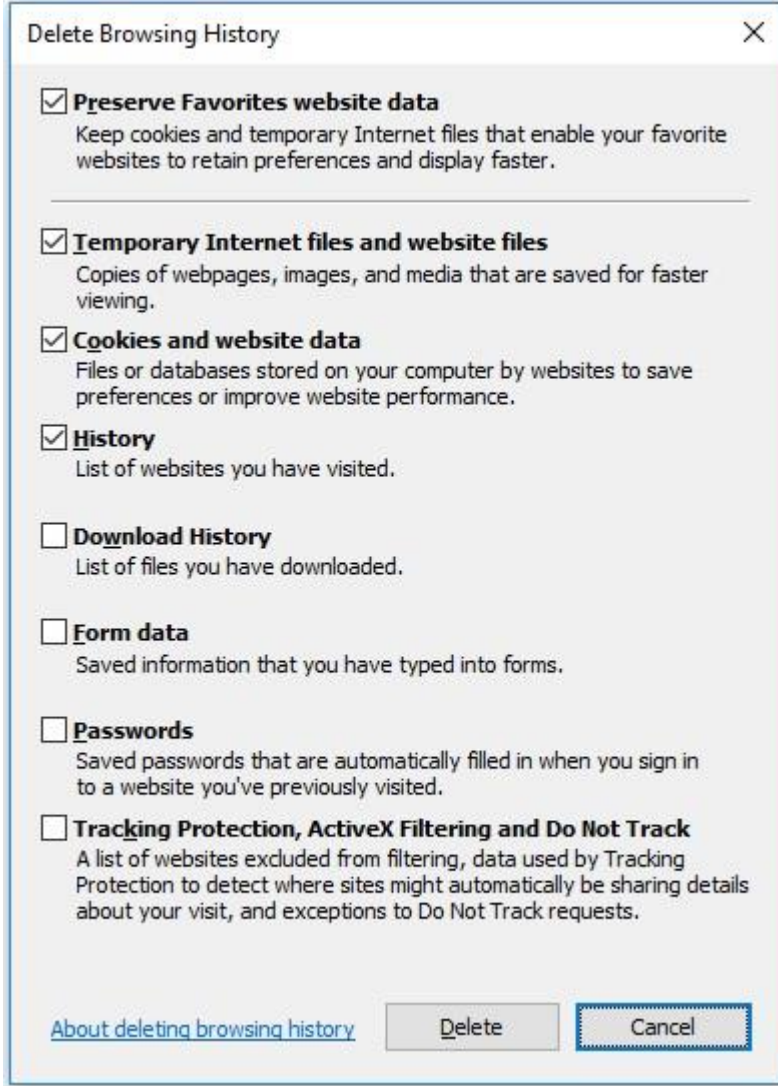 Delete Browsing History
Preserve Favorites website data
Keep cookies and temporary Internet files that enable your favorite
websites to retain preferences and display faster.
Temporary Internet files and website files
Copies of webpages, images, and media that are saved for faster
viewing.
Cookies and website data
Files or databases stored on your computer by websites to save
preferences or improve website performance.
History
List of websites you have visited.
Download History
List of files you have downloaded.
Form data
Saved information that you have typed into forms.
Passwords
Saved passwords that are automatically filled in when you sign in
to a website you've previously visited.
Tracking Protection, ActiveX Filtering and Do Not Track
A list of websites excluded from filtering, data used by Tracking
Protection to detect where sites might automatically be sharing details
about your visit, and exceptions to Do Not Track requests.
About deleting browsing history Delete Cancel